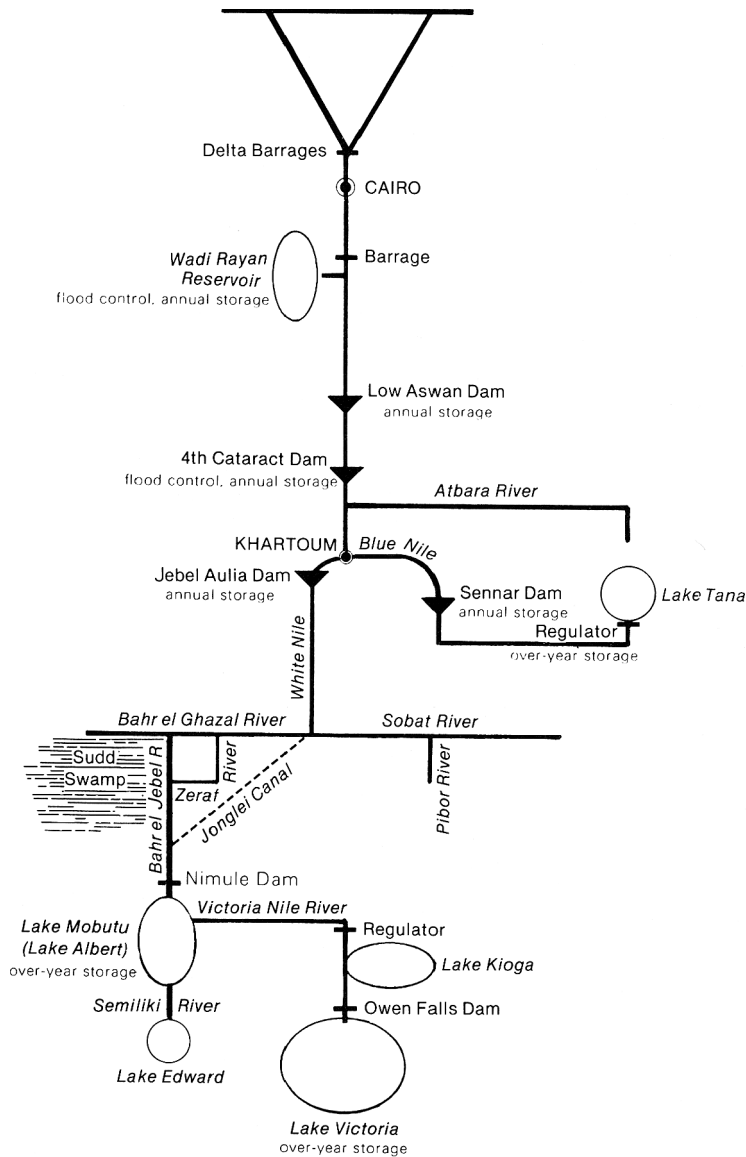 Delta Barrages
CAIRO
Wadi Rayan
Reservoir
flood control, annual storage
Barrage
Low Aswan Dam
annual storage
4th Cataract Dam
flood control, annual storage
Atbara River
KHARTOUM
Blue Nile
Jebel Aulia Dam
annual storage
Sennar Dam
annual storage
Lake Tana
Regulator
over-year storage
White Nile
Bahr el Ghazal River
Sobat River
Sudd
Swamp
Bahr el Jebel R
Zeraf
River
Jonglei Canal
Pibor River
Nimule Dam
Victoria Nile River
Lake Mobutu
(Lake Albert)
over-year storage
Regulator
Lake Kioga
Semiliki River
Owen Falls Dam
Lake Edward
Lake Victoria
over-year storage